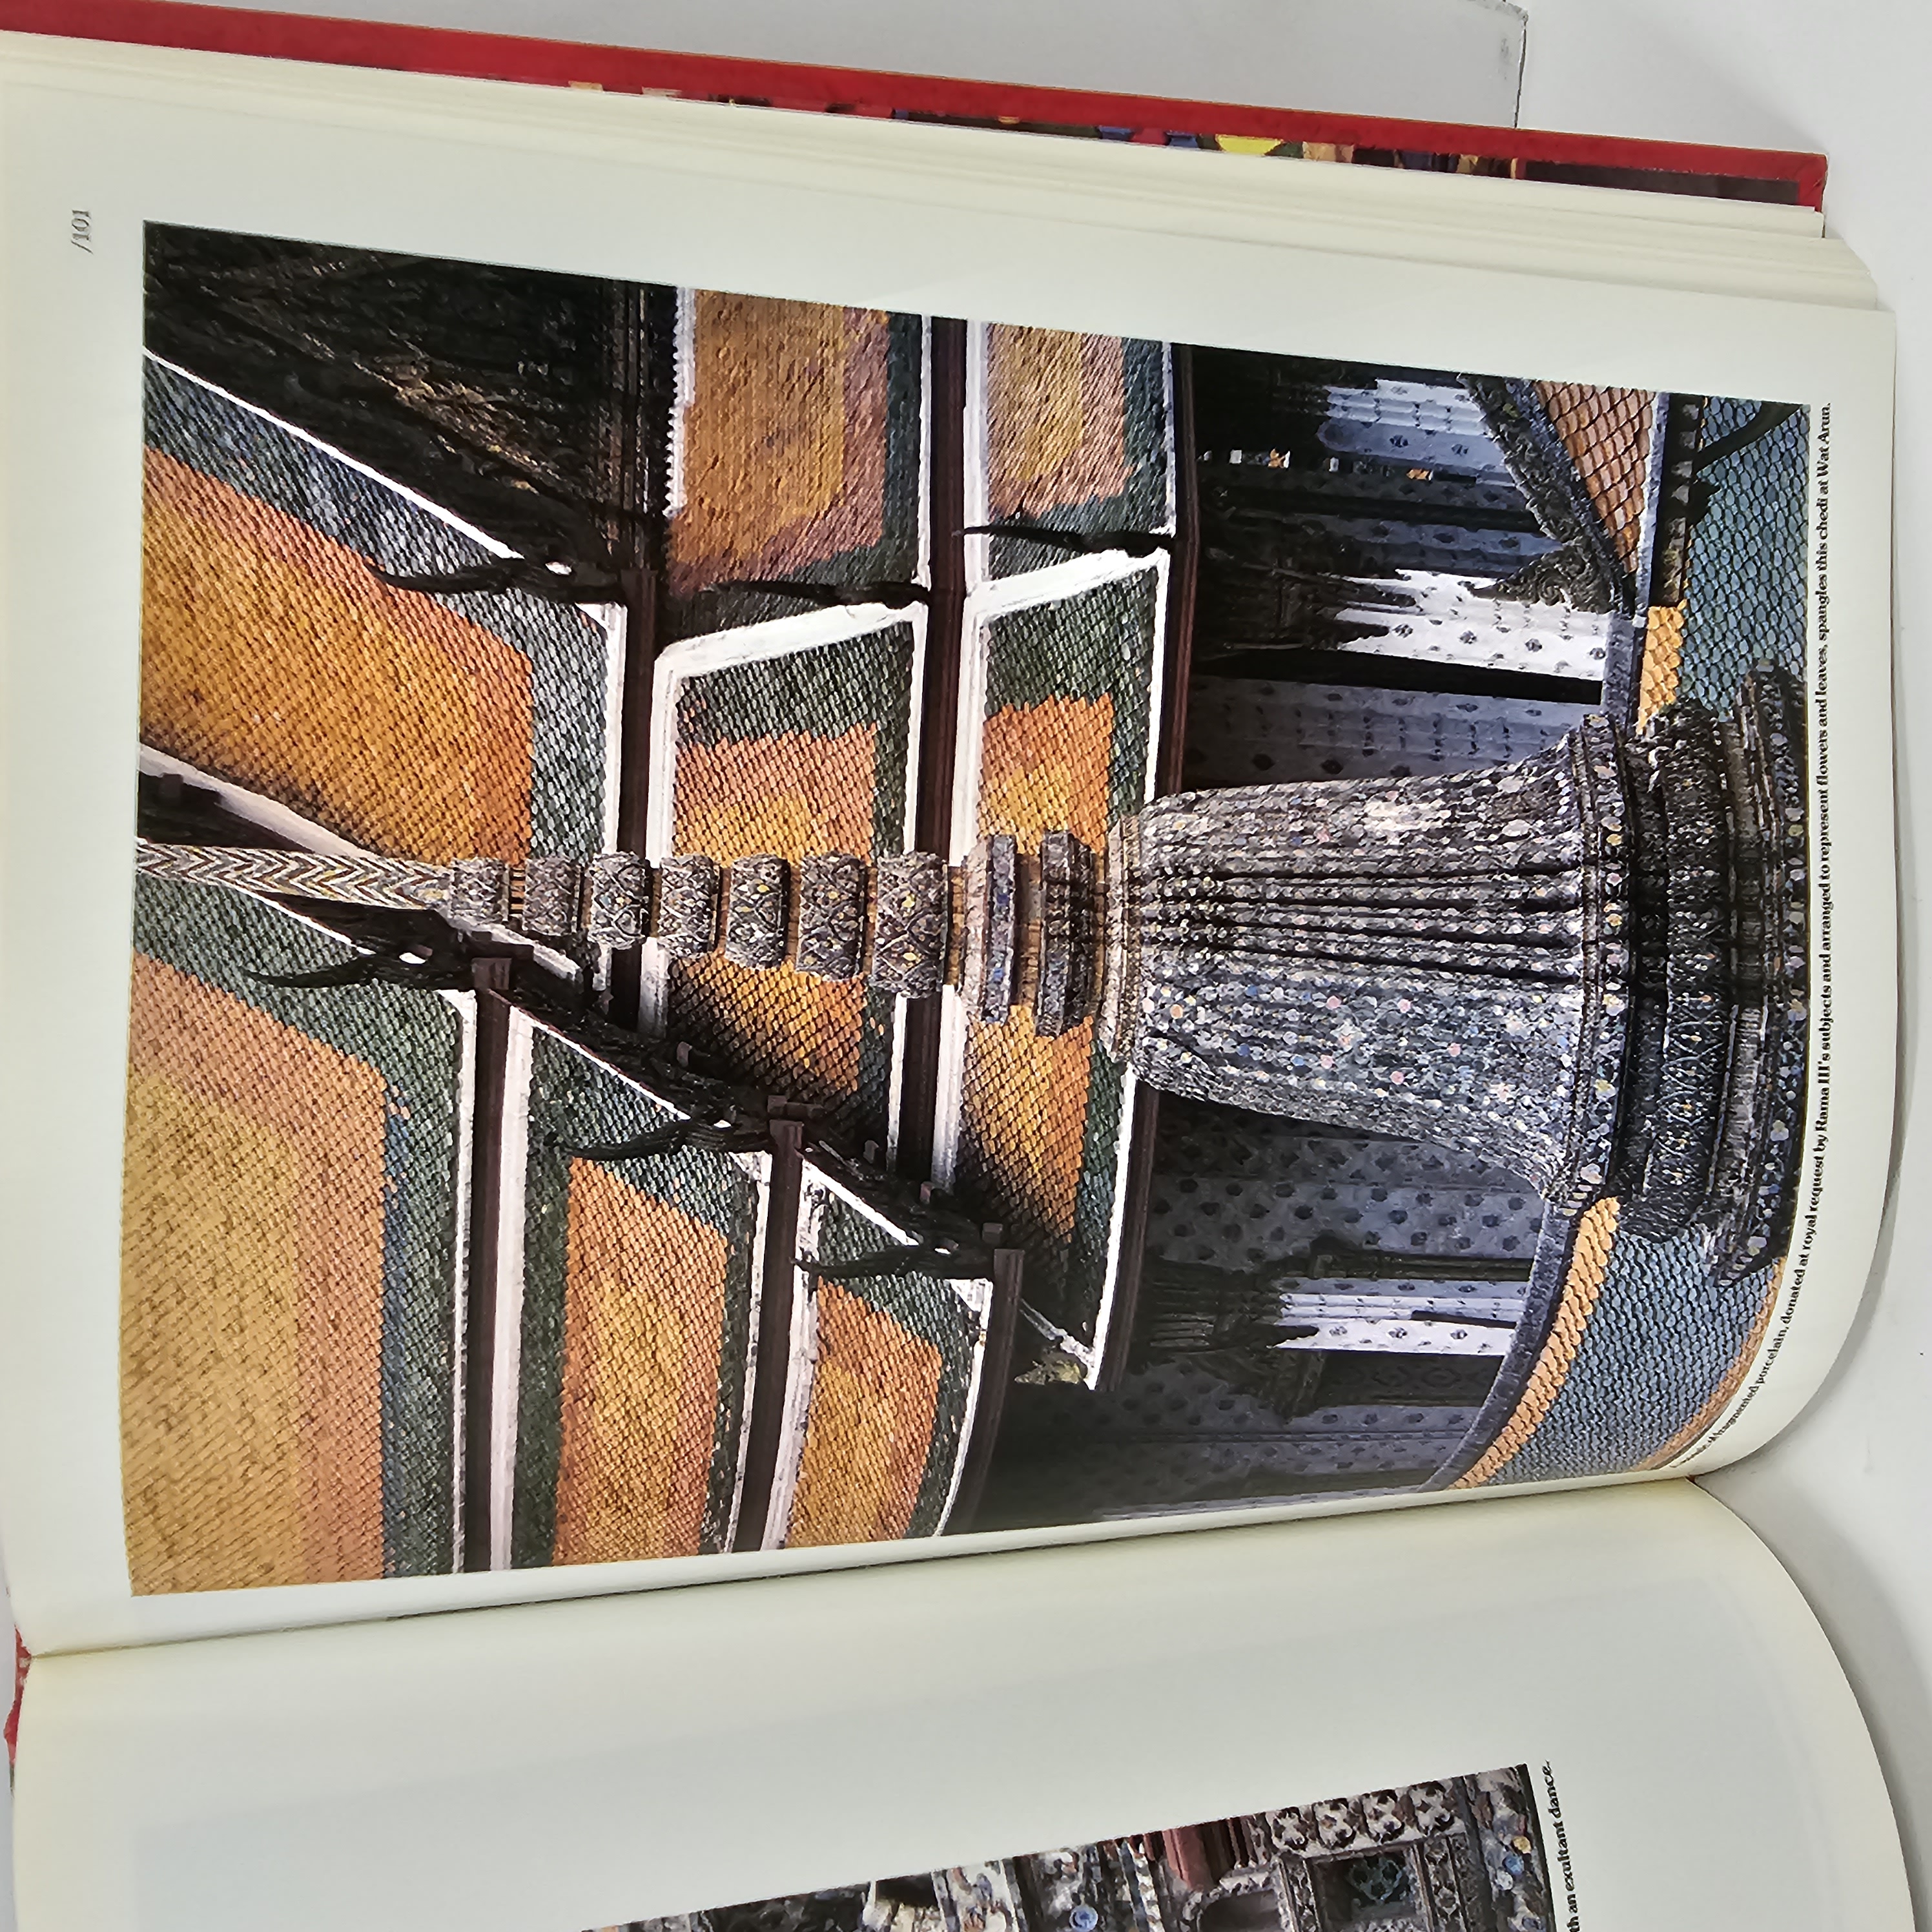 /101
th an exultant dance.
of fragmented porcelain, donated at royal request by Rama III's subjects and arranged to represent flowers and leaves, spangles this chedi at Wat Arun.